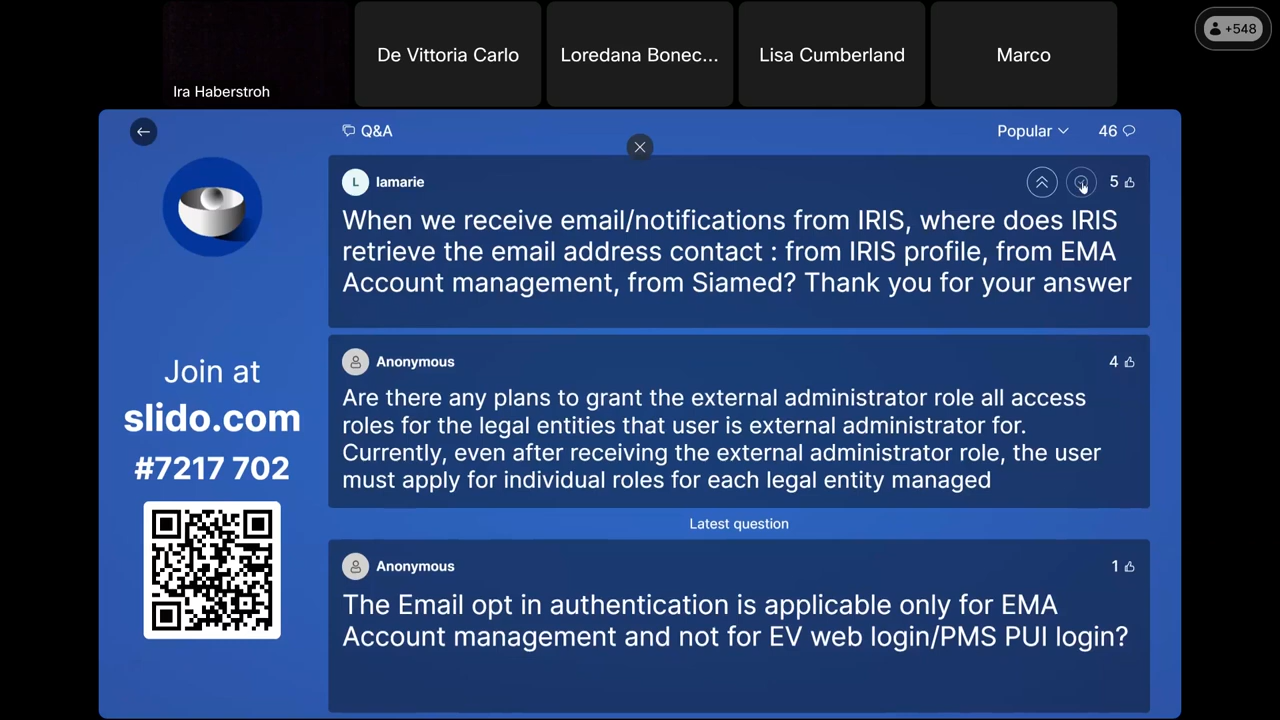 +548
De Vittoria Carlo
Loredana Bonec...
Lisa Cumberland
Marco
Ira Haberstroh
Q&A
Popular
46
L
lamarie
5
When we receive email/notifications from IRIS, where does IRIS
retrieve the email address contact : from IRIS profile, from EMA
Account management, from Siamed? Thank you for your answer
Anonymous
4
Are there any plans to grant the external administrator role all access
roles for the legal entities that user is external administrator for.
Currently, even after receiving the external administrator role, the user
must apply for individual roles for each legal entity managed
Join at
slido.com
#7217 702
Latest question
Anonymous
1
The Email opt in authentication is applicable only for EMA
Account management and not for EV web login/PMS PUI login?